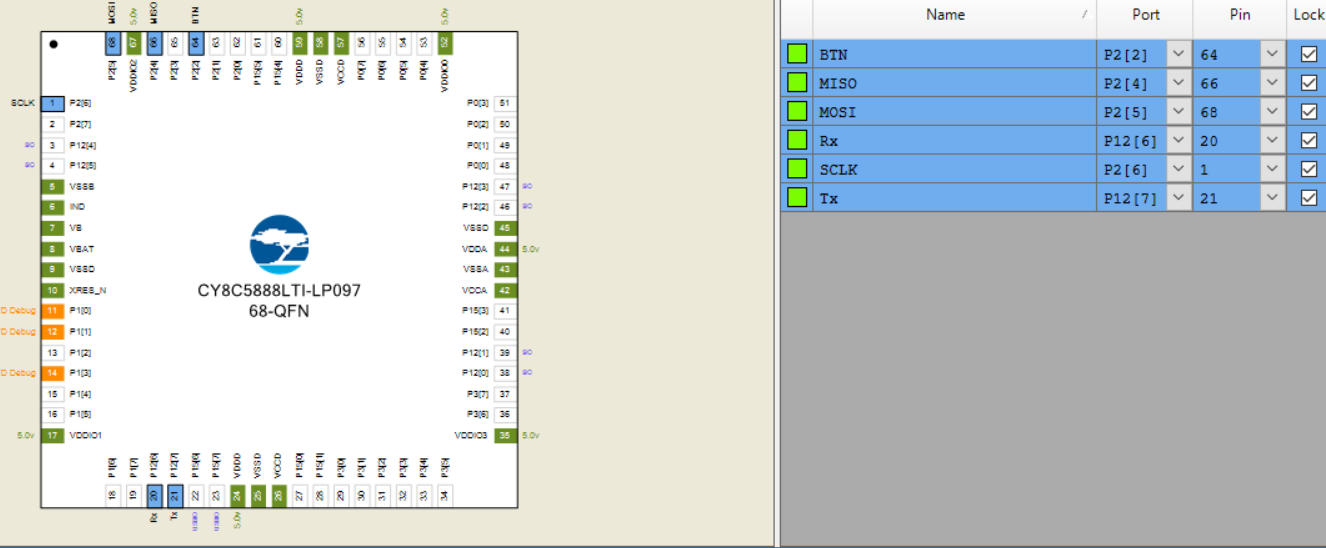 MOSI 5.0v MISO BTN 5.0v 5.0v
68 67 66 65 64 63 62 61 60 59 58 57 56 55 54 53 52
P2[5] VDDIO2 P2[4] P2[3] P2[2] P2[1] P2[0] P15[5] P15[4] VDDD VSSD VCCD P0[7] P0[6] P0[5] P0[4] VDDIO0
SCLK 1 P2[6] P0[3] 51
2 P2[7] P0[2] 50
3 P12[4] P0[1] 49
4 P12[5] P0[0] 48
5 VSSB P12[3] 47
6 IND P12[2] 46
7 VB VSSD 45
8 VBAT VDDA 44 5.0v
9 VSSD VSSA 43
10 XRES_N VCCA 42
Debug 11 P1[0] P15[3] 41
Debug 12 P1[1] P15[2] 40
13 P1[2] P12[1] 39
Debug 14 P1[3] P12[0] 38
15 P1[4] P3[7] 37
16 P1[5] P3[6] 36
5.0v 17 VDDIO1 VDDIO3 35 5.0v
CY8C5888LTI-LP097
68-QFN
P1[6] P1[7] P12[6] P12[7] P15[6] P15[7] VDDD VSSD VCCD P15[0] P15[1] P3[0] P3[1] P3[2] P3[3] P3[4] P3[5]
18 19 20 21 22 23 24 25 26 27 28 29 30 31 32 33 34
Rx Tx 5.0v
Name / Port Pin Lock
BTN P2[2] 64
MISO P2[4] 66
MOSI P2[5] 68
Rx P12[6] 20
SCLK P2[6] 1
Tx P12[7] 21